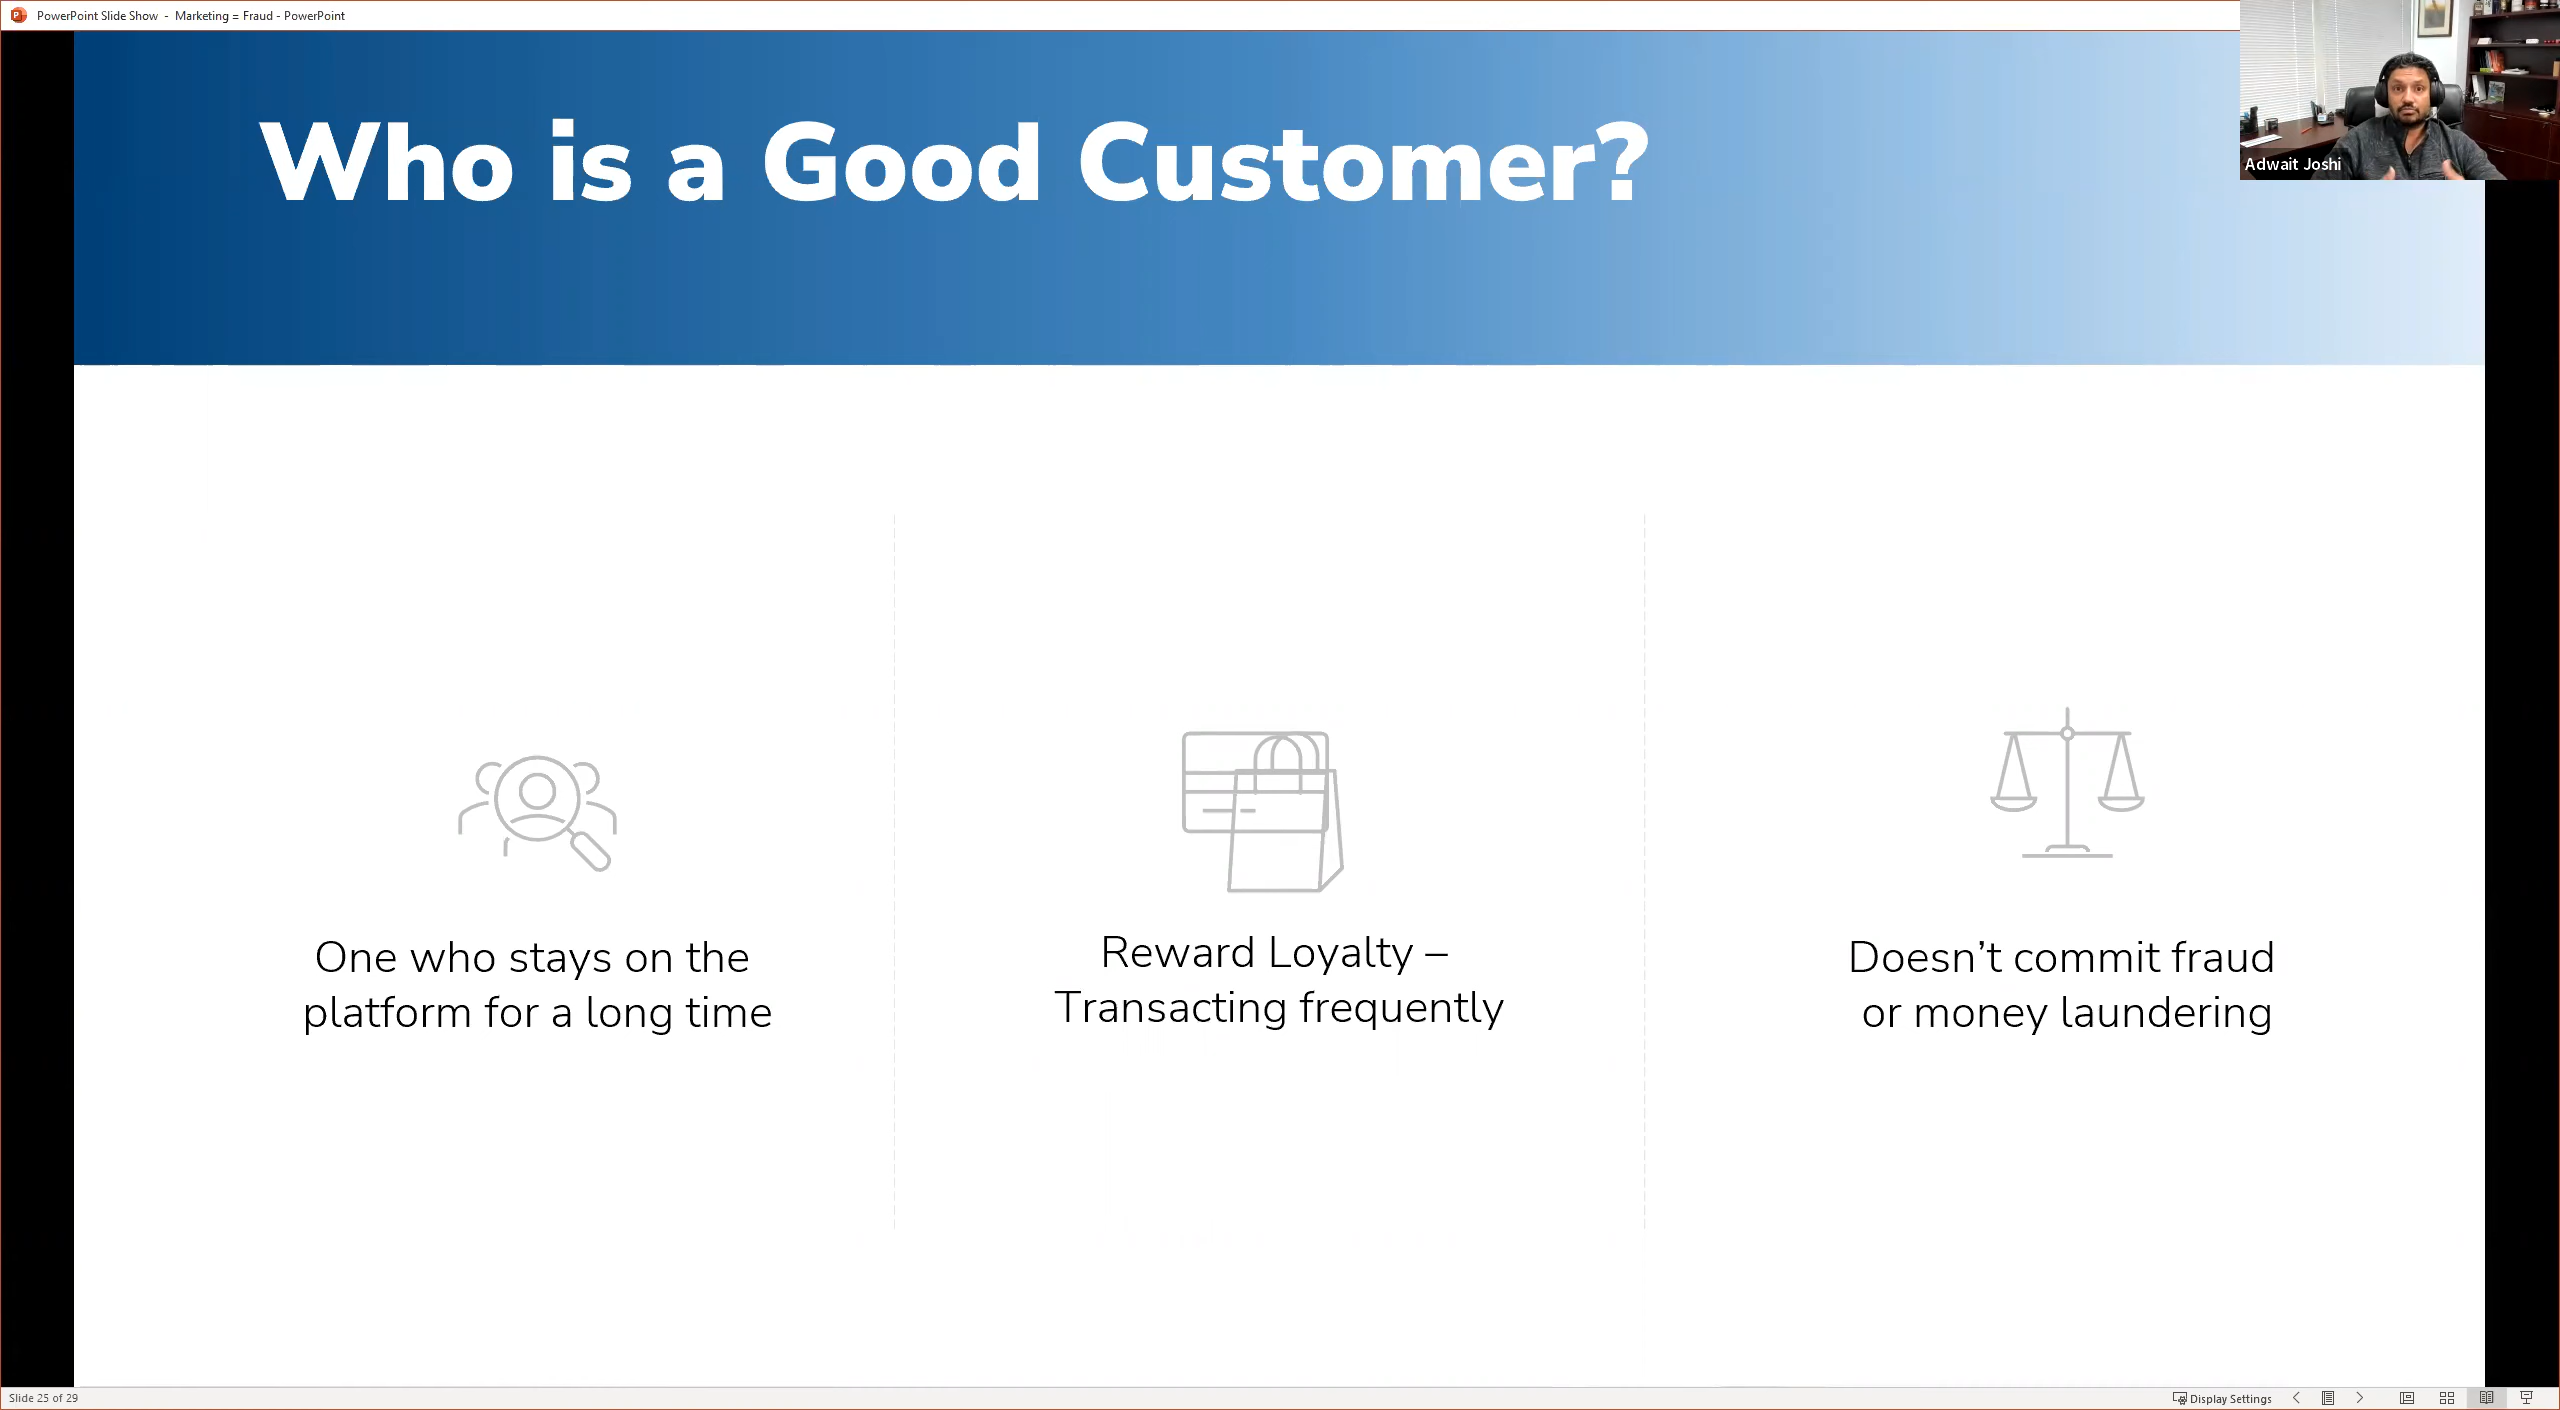 PowerPoint Slide Show - Marketing = Fraud - PowerPoint
Adwait Joshi
Who is a Good Customer?
One who stays on the
platform for a long time
Reward Loyalty –
Transacting frequently
Doesn’t commit fraud
or money laundering
Slide 25 of 29
Display Settings